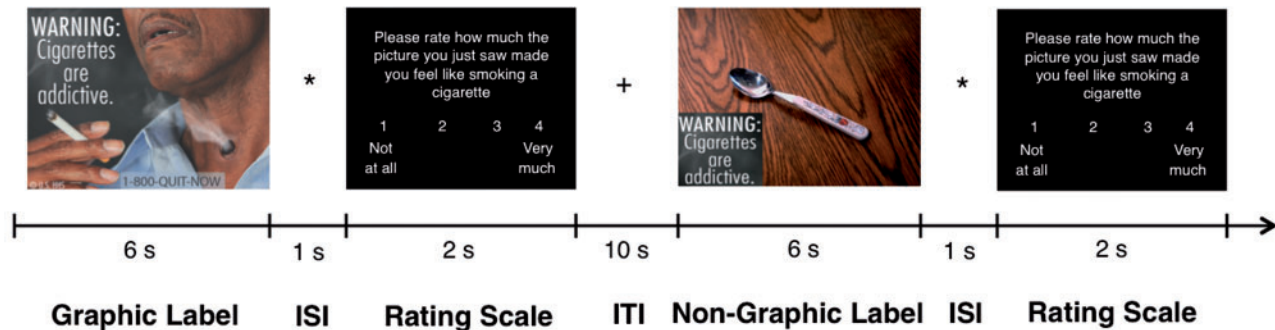 WARNING:
Cigarettes
are
addictive.
1-800-QUIT-NOW
*
Please rate how much the
picture you just saw made
you feel like smoking a
cigarette
1 2 3 4
Not Very
at all much
+
WARNING:
Cigarettes
are
addictive.
*
Please rate how much the
picture you just saw made
you feel like smoking a
cigarette
1 2 3 4
Not Very
at all much
6 s 1 s 2 s 10 s 6 s 1 s 2 s
Graphic Label ISI Rating Scale ITI Non-Graphic Label ISI Rating Scale